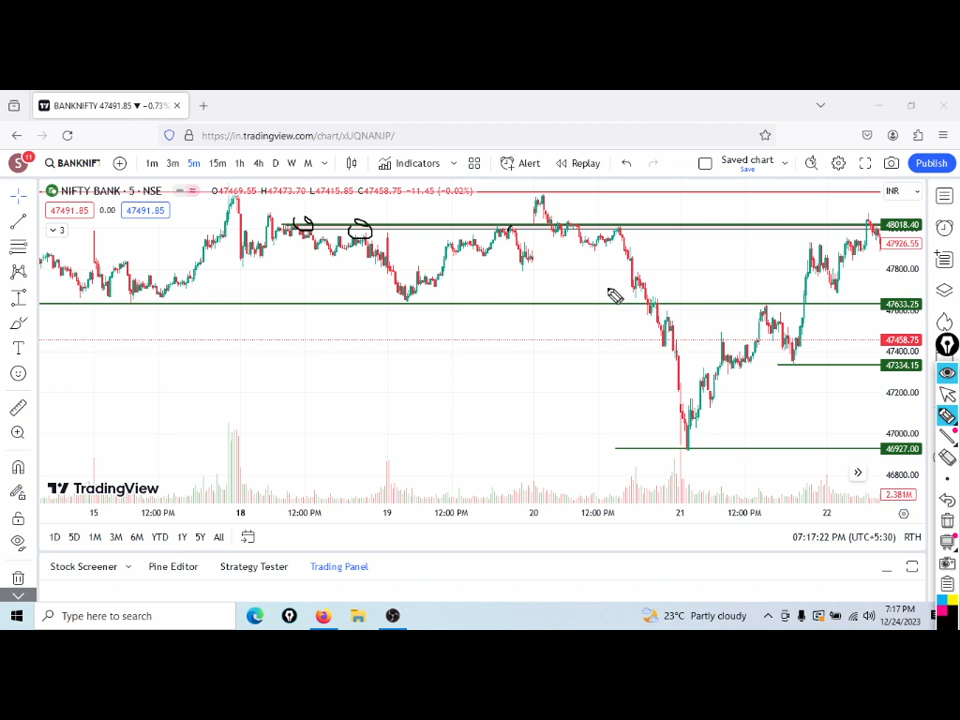 BANKNIFTY 47491.85 ▼ −0.73%
https://in.tradingview.com/chart/xUQNANJP/
S 11 BANKNIFT 1m 3m 5m 15m 1h 4h D W M Indicators Alert Replay Saved chart Save Publish
NIFTY BANK · 5 · NSE O47469.55 H47473.70 L47415.85 C47458.75 −11.45 (−0.02%) INR
47491.85 0.00 47491.85
3
48018.40
47926.55
47800.00
47633.25
47600.00
47458.75
47400.00
47334.15
47200.00
47000.00
46927.00
46800.00
2.381M
TradingView
15 12:00 PM 18 12:00 PM 19 12:00 PM 20 12:00 PM 21 12:00 PM 22
1D 5D 1M 3M 6M YTD 1Y 5Y All 07:17:22 PM (UTC+5:30) RTH
Stock Screener Pine Editor Strategy Tester Trading Panel
Type here to search 23°C Partly cloudy 7:17 PM
12/24/2023